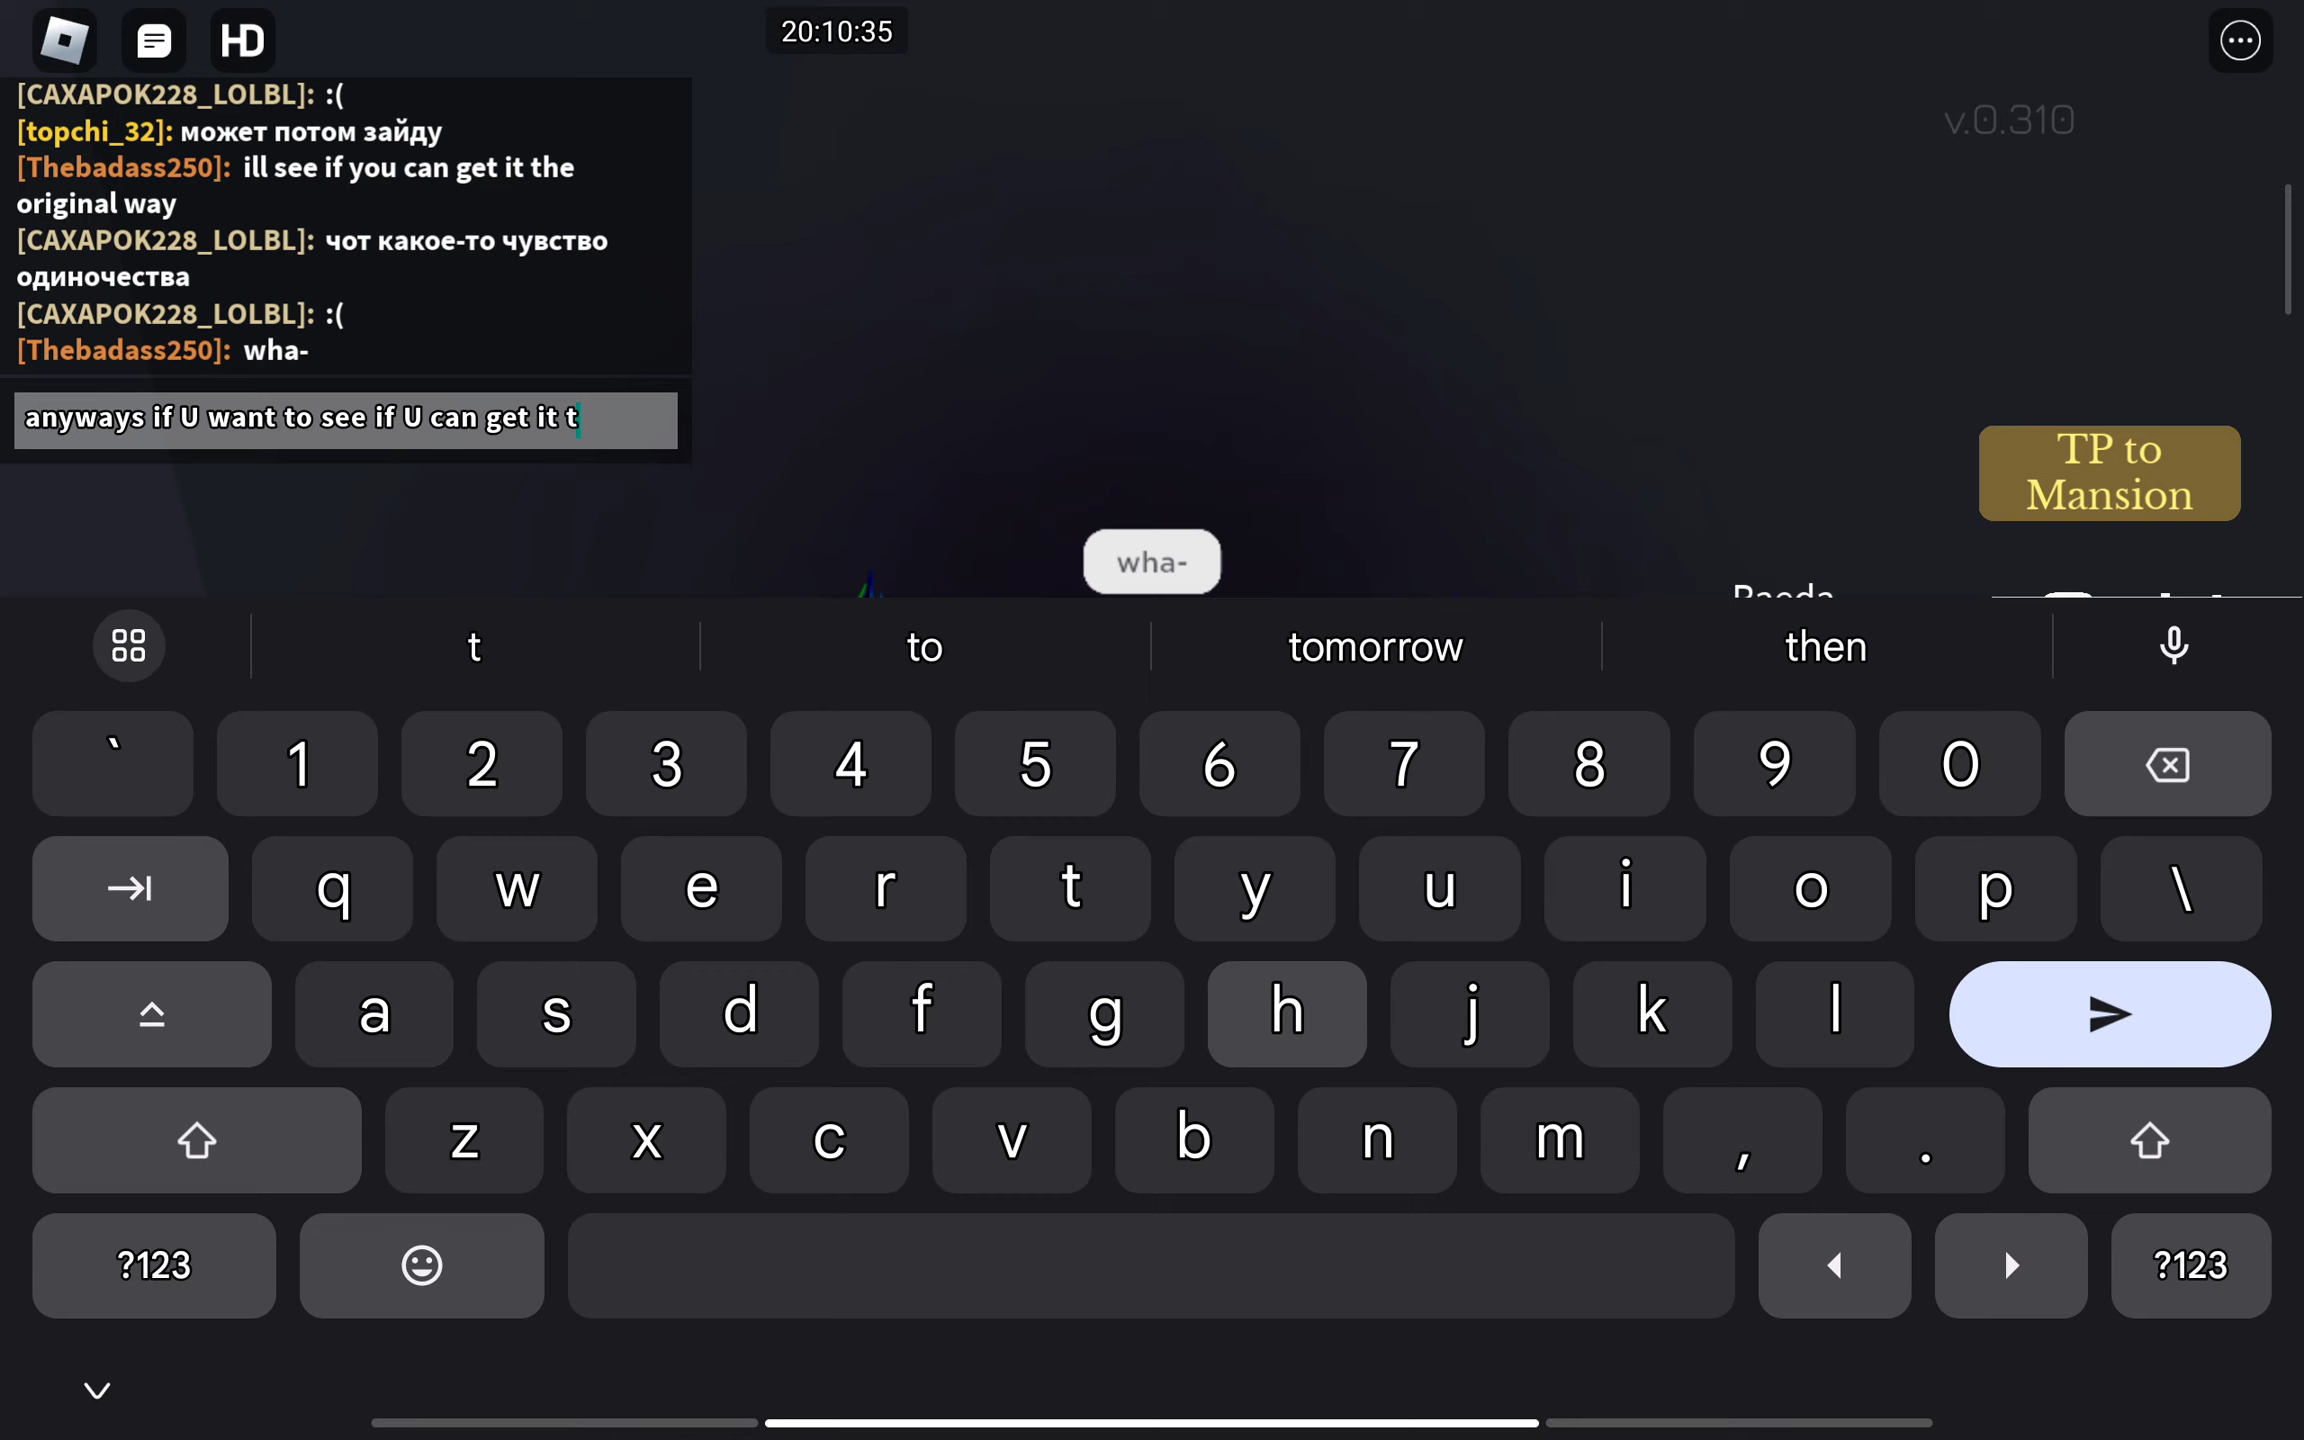 HD
20:10:35
[CAXAPOK228_LOLBL]: :(
[topchi_32]: может потом зайду
[Thebadass250]: ill see if you can get it the
original way
[CAXAPOK228_LOLBL]: чот какое-то чувство
одиночества
[CAXAPOK228_LOLBL]: :(
[Thebadass250]: wha-
anyways if U want to see if U can get it t
v.0.310
TP to
Mansion
wha-
t to tomorrow then
` 1 2 3 4 5 6 7 8 9 0
q w e r t y u i o p \
a s d f g h j k l
z x c v b n m , .
?123 ?123